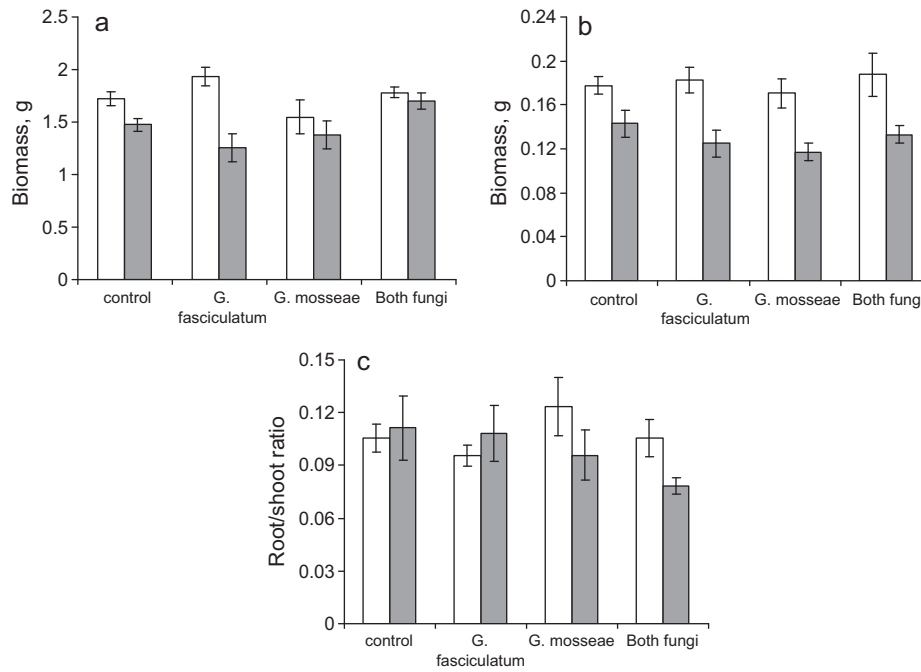 a
2.5
2
1.5
1
0.5
0
Biomass, g
control
G.
fasciculatum
G. mosseae
Both fungi
b
0.24
0.2
0.16
0.12
0.08
0.04
0
Biomass, g
control
G.
fasciculatum
G. mosseae
Both fungi
c
0.15
0.12
0.09
0.06
0.03
0
Root/shoot ratio
control
G.
fasciculatum
G. mosseae
Both fungi